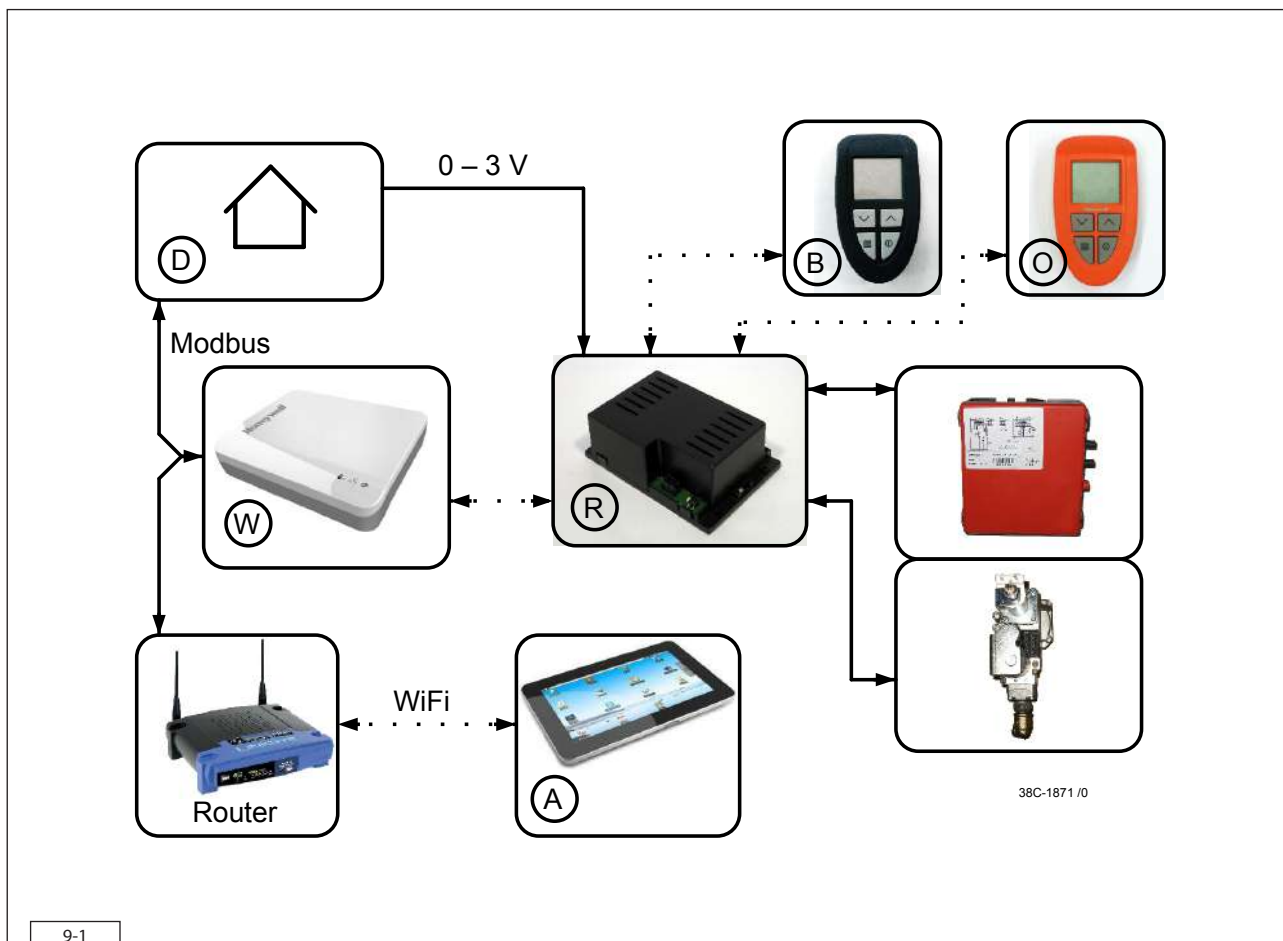 0 – 3 V
D
B
O
Modbus
W
R
WiFi
Router
A
38C-1871 /0
9-1